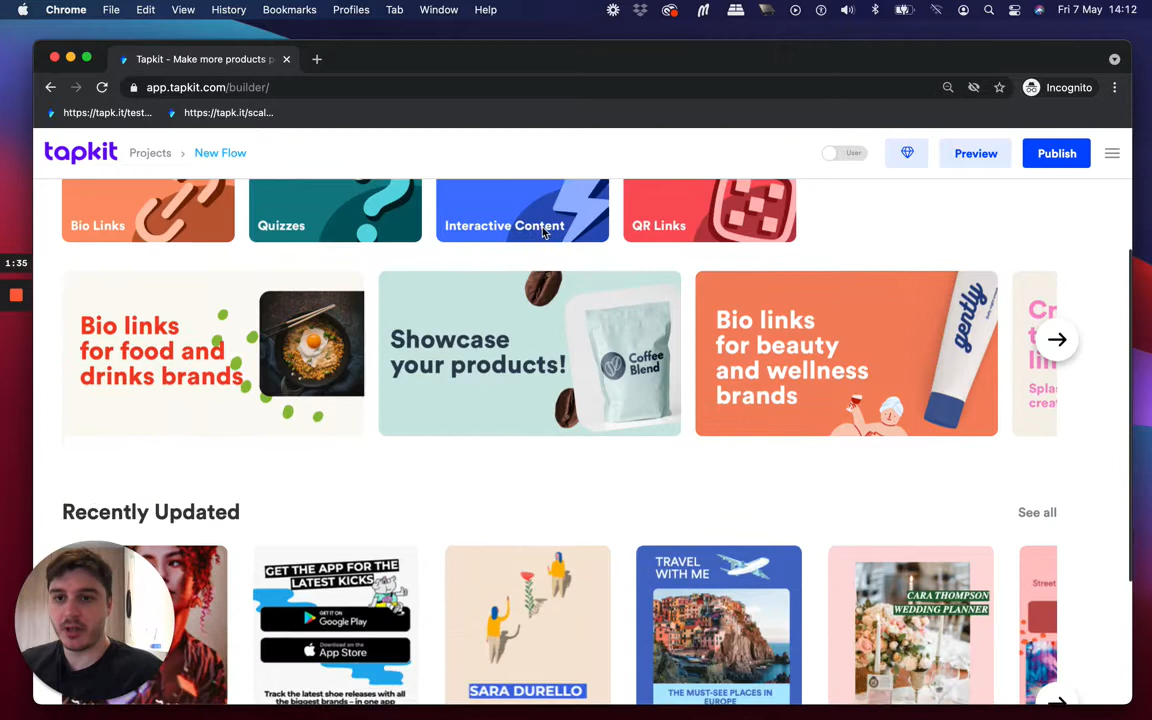 Chrome File Edit View History Bookmarks Profiles Tab Window Help Fri 7 May 14:12
Tapkit - Make more products p
app.tapkit.com/builder/ Incognito
https://tapk.it/test... https://tapk.it/scal...
tapkit Projects › New Flow User Preview Publish
Bio Links Quizzes Interactive Content QR Links
1:35
Bio links
for food and
drinks brands
Showcase
your products!
Coffee
Blend
Bio links
for beauty
and wellness
brands
gently
Cr
Splas
crea
Recently Updated See all
GET THE APP FOR THE
LATEST KICKS
GET IT ON
Google Play
Download on the
App Store
Track the latest shoe releases with all
the biggest brands – in one app
SARA DURELLO
TRAVEL
WITH ME
THE MUST-SEE PLACES IN
EUROPE
CARA THOMPSON
WEDDING PLANNER
Street